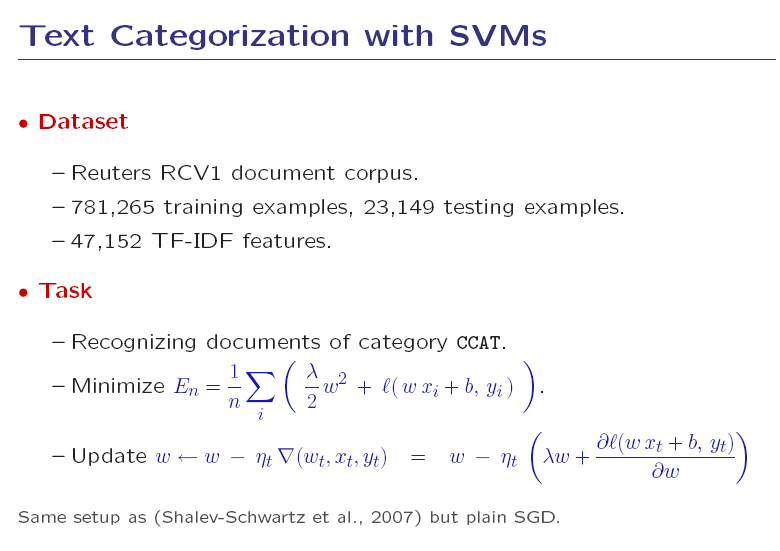 Text Categorization with SVMs
• Dataset
– Reuters RCV1 document corpus.
– 781,265 training examples, 23,149 testing examples.
– 47,152 TF-IDF features.
• Task
– Recognizing documents of category CCAT.
– Minimize $E_n = \frac{1}{n} \sum_i \left( \frac{\lambda}{2} w^2 + \ell( w x_i + b, y_i ) \right)$.
– Update $w \leftarrow w - \eta_t \nabla(w_t, x_t, y_t) = w - \eta_t \left( \lambda w + \frac{\partial \ell(w x_t + b, y_t)}{\partial w} \right)$
Same setup as (Shalev-Schwartz et al., 2007) but plain SGD.